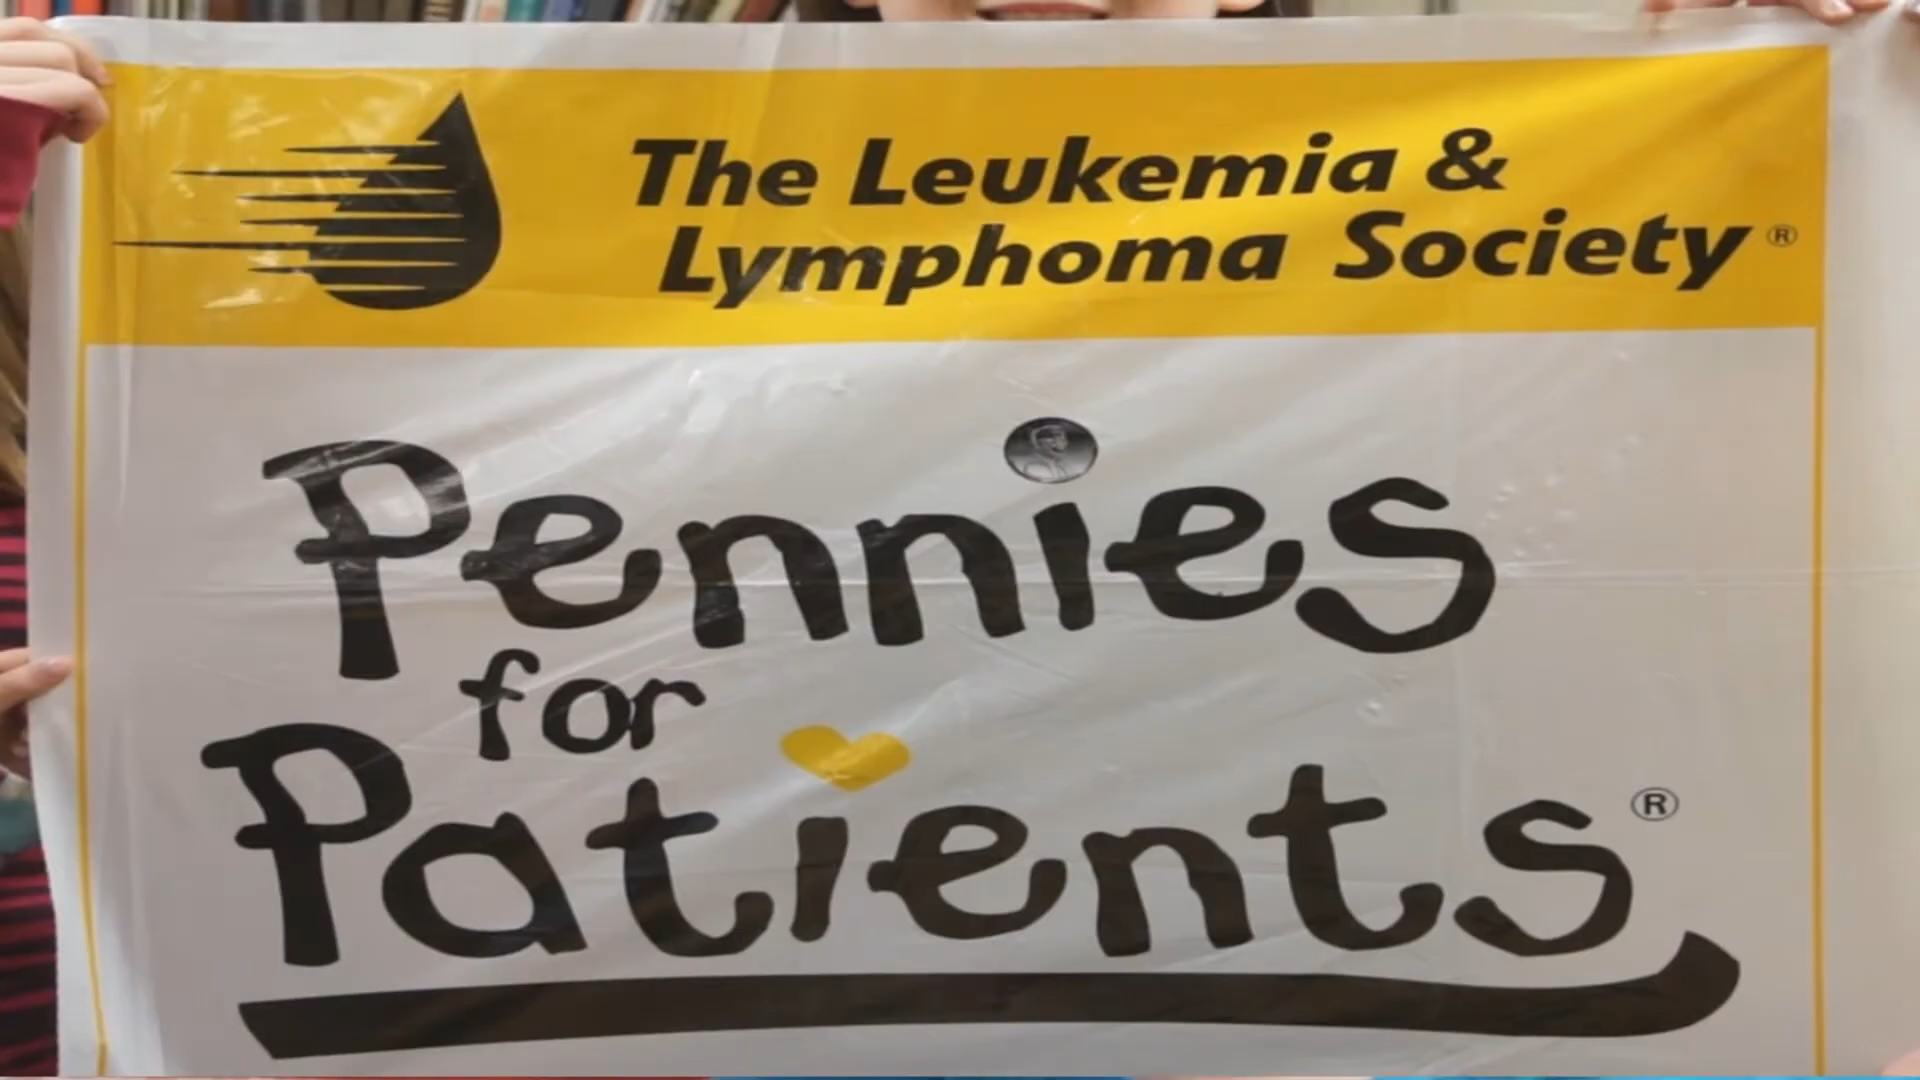 The Leukemia &
Lymphoma Society®
Pennies
for
Patients®